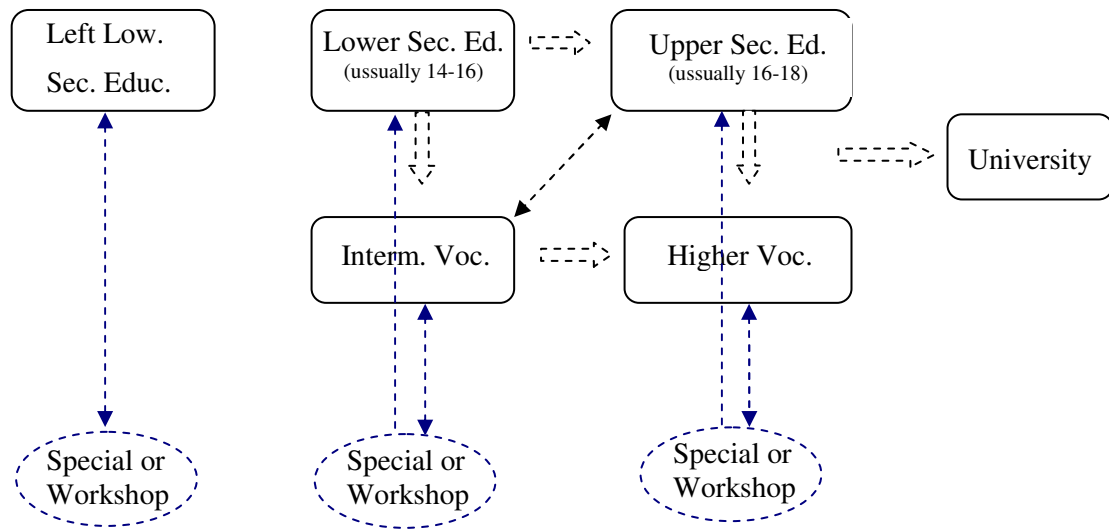 Left Low.
Sec. Educ.
Lower Sec. Ed.
(ussually 14-16)
Upper Sec. Ed.
(ussually 16-18)
University
Interm. Voc.
Higher Voc.
Special or
Workshop
Special or
Workshop
Special or
Workshop